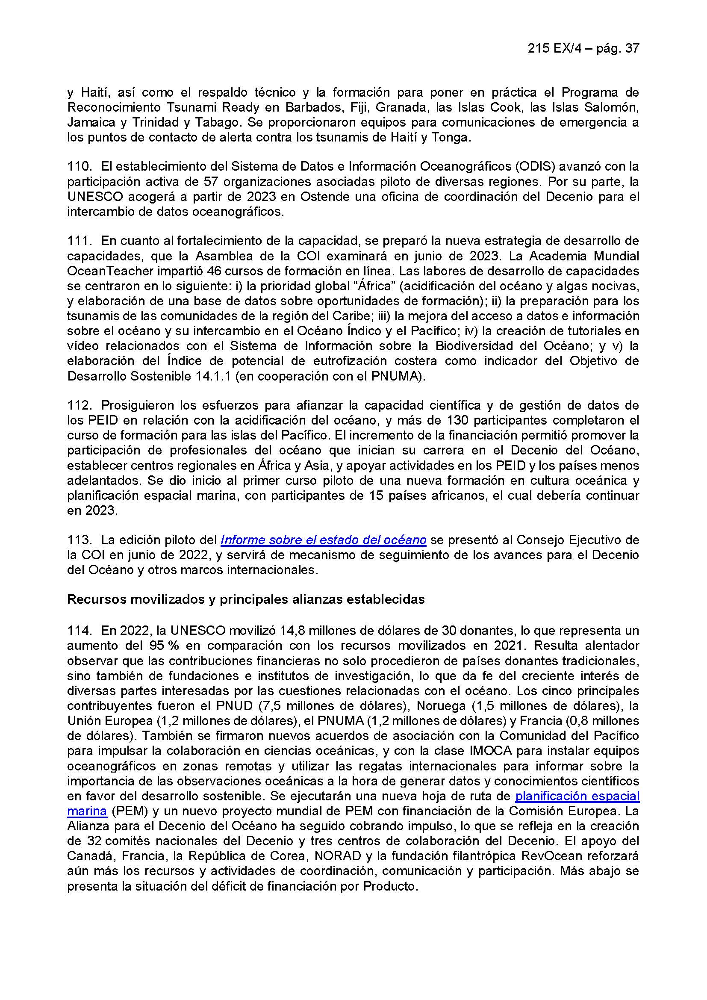 215 EX/4 – pág. 37
y Haití, así como el respaldo técnico y la formación para poner en práctica el Programa de
Reconocimiento Tsunami Ready en Barbados, Fiji, Granada, las Islas Cook, las Islas Salomón,
Jamaica y Trinidad y Tabago. Se proporcionaron equipos para comunicaciones de emergencia a
los puntos de contacto de alerta contra los tsunamis de Haití y Tonga.
110. El establecimiento del Sistema de Datos e Información Oceanográficos (ODIS) avanzó con la
participación activa de 57 organizaciones asociadas piloto de diversas regiones. Por su parte, la
UNESCO acogerá a partir de 2023 en Ostende una oficina de coordinación del Decenio para el
intercambio de datos oceanográficos.
111. En cuanto al fortalecimiento de la capacidad, se preparó la nueva estrategia de desarrollo de
capacidades, que la Asamblea de la COI examinará en junio de 2023. La Academia Mundial
OceanTeacher impartió 46 cursos de formación en línea. Las labores de desarrollo de capacidades
se centraron en lo siguiente: i) la prioridad global “África” (acidificación del océano y algas nocivas,
y elaboración de una base de datos sobre oportunidades de formación); ii) la preparación para los
tsunamis de las comunidades de la región del Caribe; iii) la mejora del acceso a datos e información
sobre el océano y su intercambio en el Océano Índico y el Pacífico; iv) la creación de tutoriales en
vídeo relacionados con el Sistema de Información sobre la Biodiversidad del Océano; y v) la
elaboración del Índice de potencial de eutrofización costera como indicador del Objetivo de
Desarrollo Sostenible 14.1.1 (en cooperación con el PNUMA).
112. Prosiguieron los esfuerzos para afianzar la capacidad científica y de gestión de datos de
los PEID en relación con la acidificación del océano, y más de 130 participantes completaron el
curso de formación para las islas del Pacífico. El incremento de la financiación permitió promover la
participación de profesionales del océano que inician su carrera en el Decenio del Océano,
establecer centros regionales en África y Asia, y apoyar actividades en los PEID y los países menos
adelantados. Se dio inicio al primer curso piloto de una nueva formación en cultura oceánica y
planificación espacial marina, con participantes de 15 países africanos, el cual debería continuar
en 2023.
113. La edición piloto del Informe sobre el estado del océano se presentó al Consejo Ejecutivo de
la COI en junio de 2022, y servirá de mecanismo de seguimiento de los avances para el Decenio
del Océano y otros marcos internacionales.
Recursos movilizados y principales alianzas establecidas
114. En 2022, la UNESCO movilizó 14,8 millones de dólares de 30 donantes, lo que representa un
aumento del 95 % en comparación con los recursos movilizados en 2021. Resulta alentador
observar que las contribuciones financieras no solo procedieron de países donantes tradicionales,
sino también de fundaciones e institutos de investigación, lo que da fe del creciente interés de
diversas partes interesadas por las cuestiones relacionadas con el océano. Los cinco principales
contribuyentes fueron el PNUD (7,5 millones de dólares), Noruega (1,5 millones de dólares), la
Unión Europea (1,2 millones de dólares), el PNUMA (1,2 millones de dólares) y Francia (0,8 millones
de dólares). También se firmaron nuevos acuerdos de asociación con la Comunidad del Pacífico
para impulsar la colaboración en ciencias oceánicas, y con la clase IMOCA para instalar equipos
oceanográficos en zonas remotas y utilizar las regatas internacionales para informar sobre la
importancia de las observaciones oceánicas a la hora de generar datos y conocimientos científicos
en favor del desarrollo sostenible. Se ejecutarán una nueva hoja de ruta de planificación espacial
marina (PEM) y un nuevo proyecto mundial de PEM con financiación de la Comisión Europea. La
Alianza para el Decenio del Océano ha seguido cobrando impulso, lo que se refleja en la creación
de 32 comités nacionales del Decenio y tres centros de colaboración del Decenio. El apoyo del
Canadá, Francia, la República de Corea, NORAD y la fundación filantrópica RevOcean reforzará
aún más los recursos y actividades de coordinación, comunicación y participación. Más abajo se
presenta la situación del déficit de financiación por Producto.